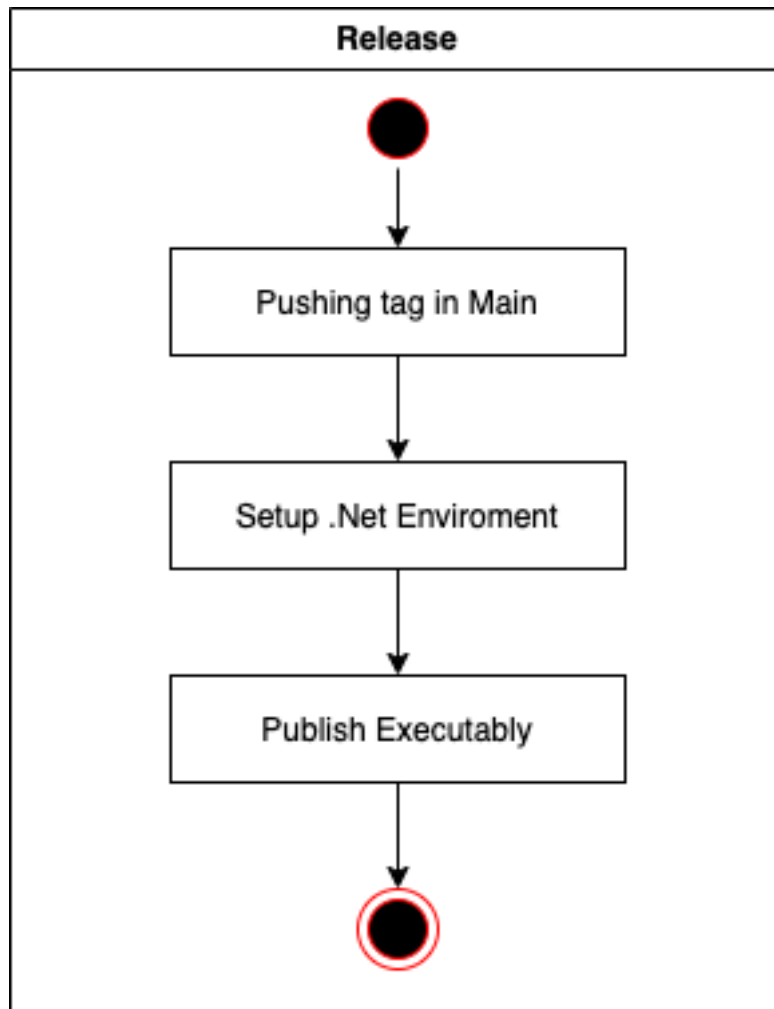 Release
Pushing tag in Main
Setup .Net Enviroment
Publish Executably